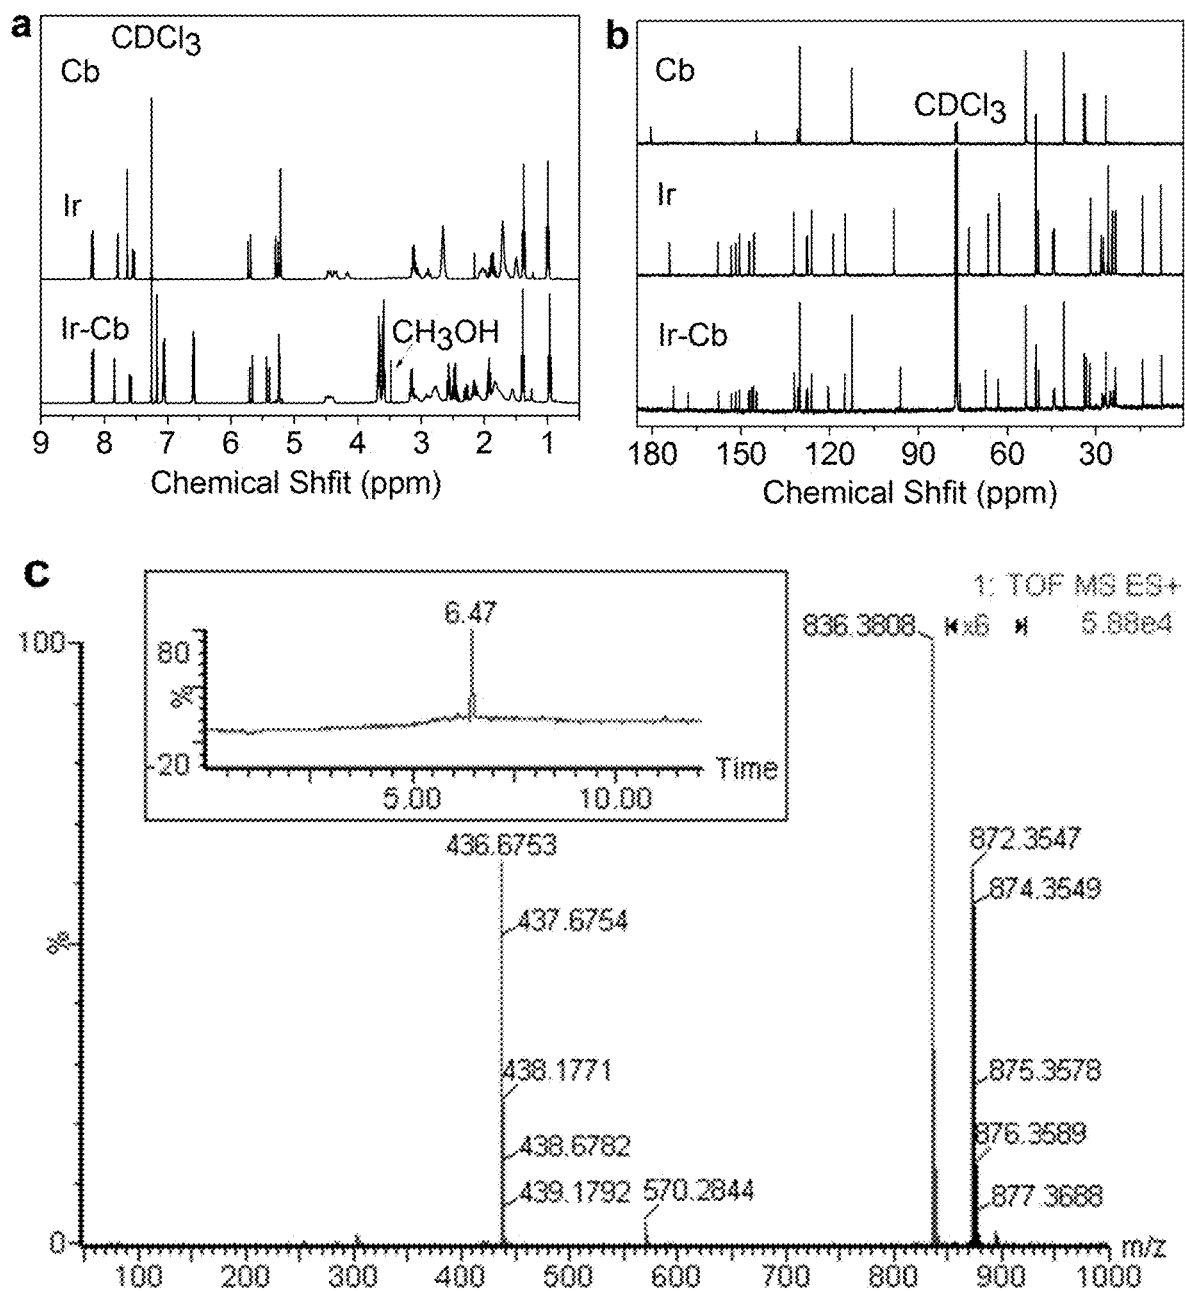 a
CDCl3
Cb
Ir
Ir-Cb
CH3OH
9 8 7 6 5 4 3 2 1
Chemical Shfit (ppm)
b
Cb
CDCl3
Ir
Ir-Cb
180 150 120 90 60 30
Chemical Shfit (ppm)
c
1: TOF MS ES+
836.3808 x6 6.88e4
100
%
0
6.47
80
%
-20
5.00 10.00
Time
436.6753
437.6754
438.1771
438.6782
439.1792
570.2844
872.3547
874.3549
875.3578
876.3589
877.3688
m/z
100 200 300 400 500 600 700 800 900 1000